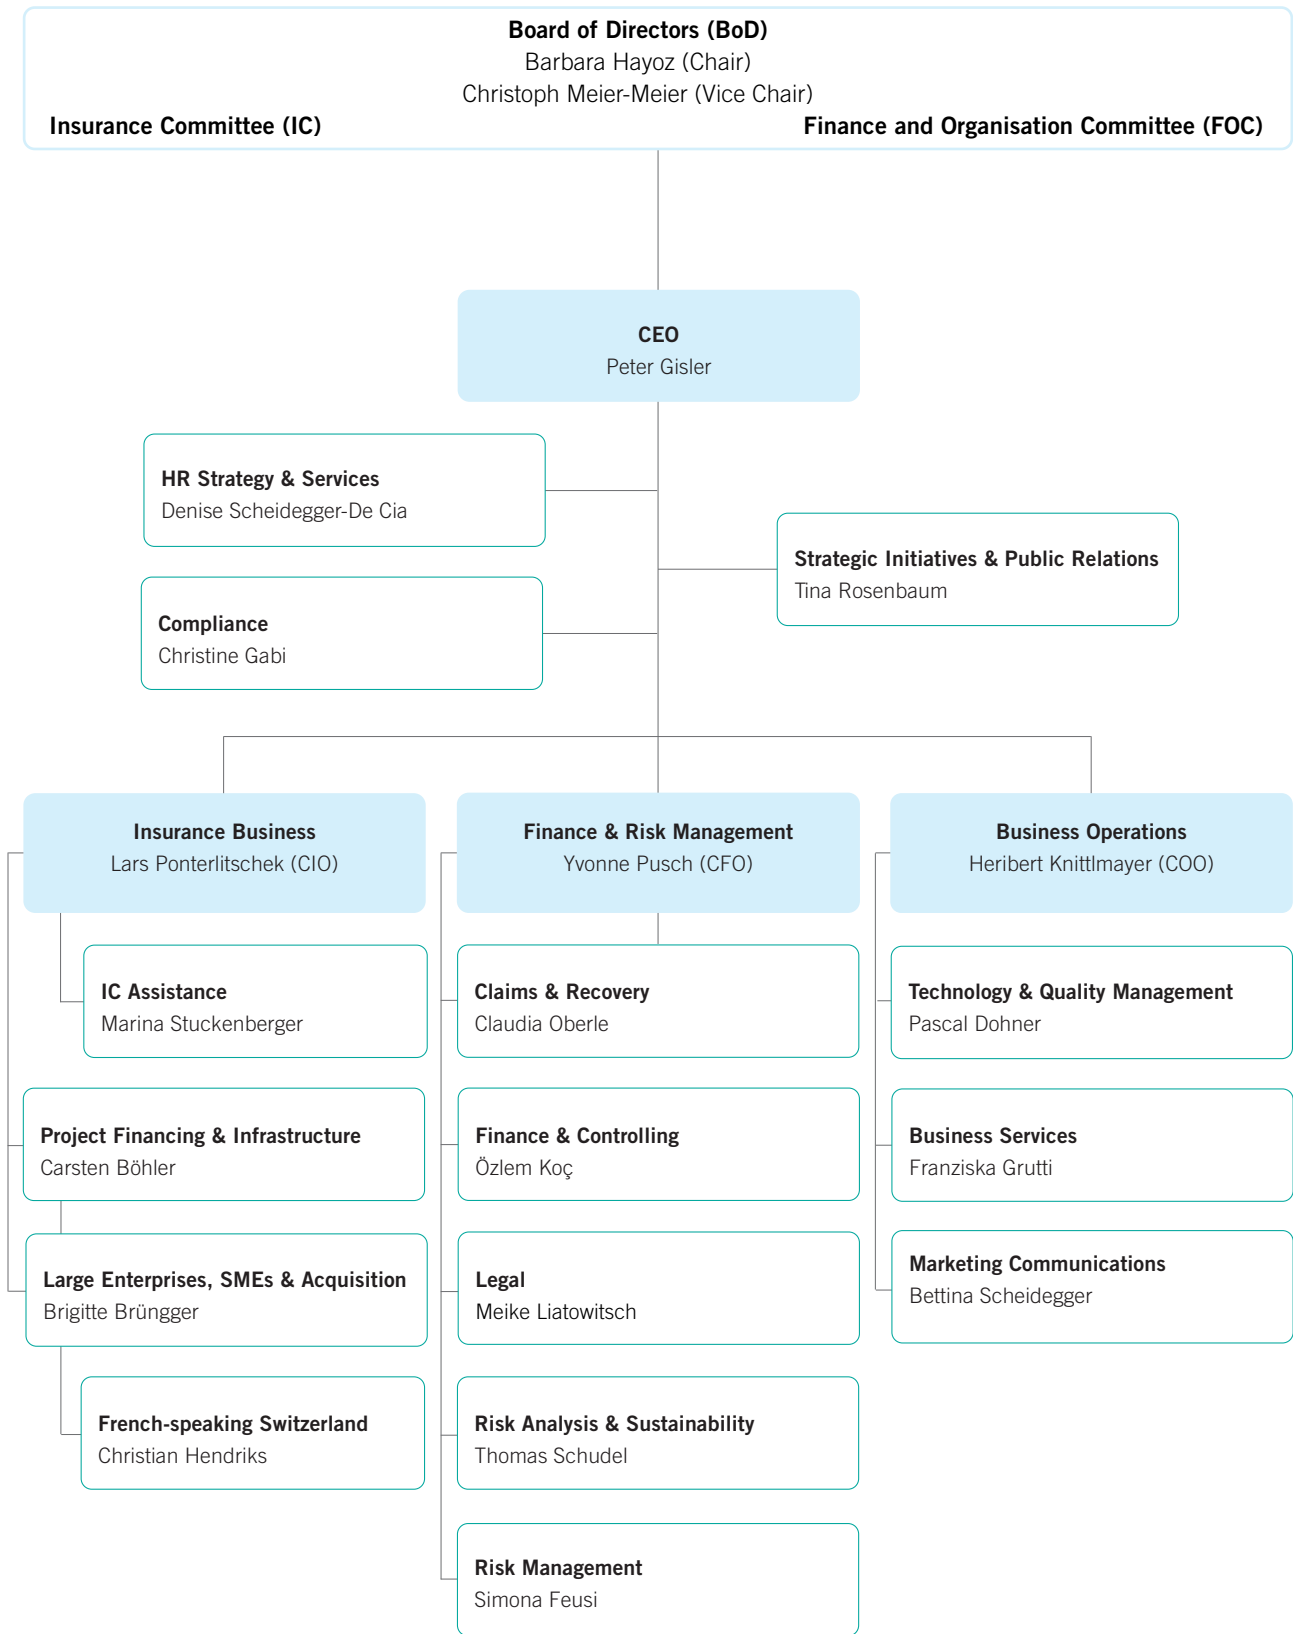 Board of Directors (BoD)
Barbara Hayoz (Chair)
Christoph Meier-Meier (Vice Chair)
Insurance Committee (IC)
Finance and Organisation Committee (FOC)
CEO
Peter Gisler
HR Strategy & Services
Denise Scheidegger-De Cia
Strategic Initiatives & Public Relations
Tina Rosenbaum
Compliance
Christine Gabi
Insurance Business
Lars Ponterlitschek (CIO)
Finance & Risk Management
Yvonne Pusch (CFO)
Business Operations
Heribert Knittlmayer (COO)
IC Assistance
Marina Stuckenberger
Claims & Recovery
Claudia Oberle
Technology & Quality Management
Pascal Dohner
Project Financing & Infrastructure
Carsten Böhler
Finance & Controlling
Özlem Koç
Business Services
Franziska Grutti
Large Enterprises, SMEs & Acquisition
Brigitte Brüngger
Legal
Meike Liatowitsch
Marketing Communications
Bettina Scheidegger
French-speaking Switzerland
Christian Hendriks
Risk Analysis & Sustainability
Thomas Schudel
Risk Management
Simona Feusi